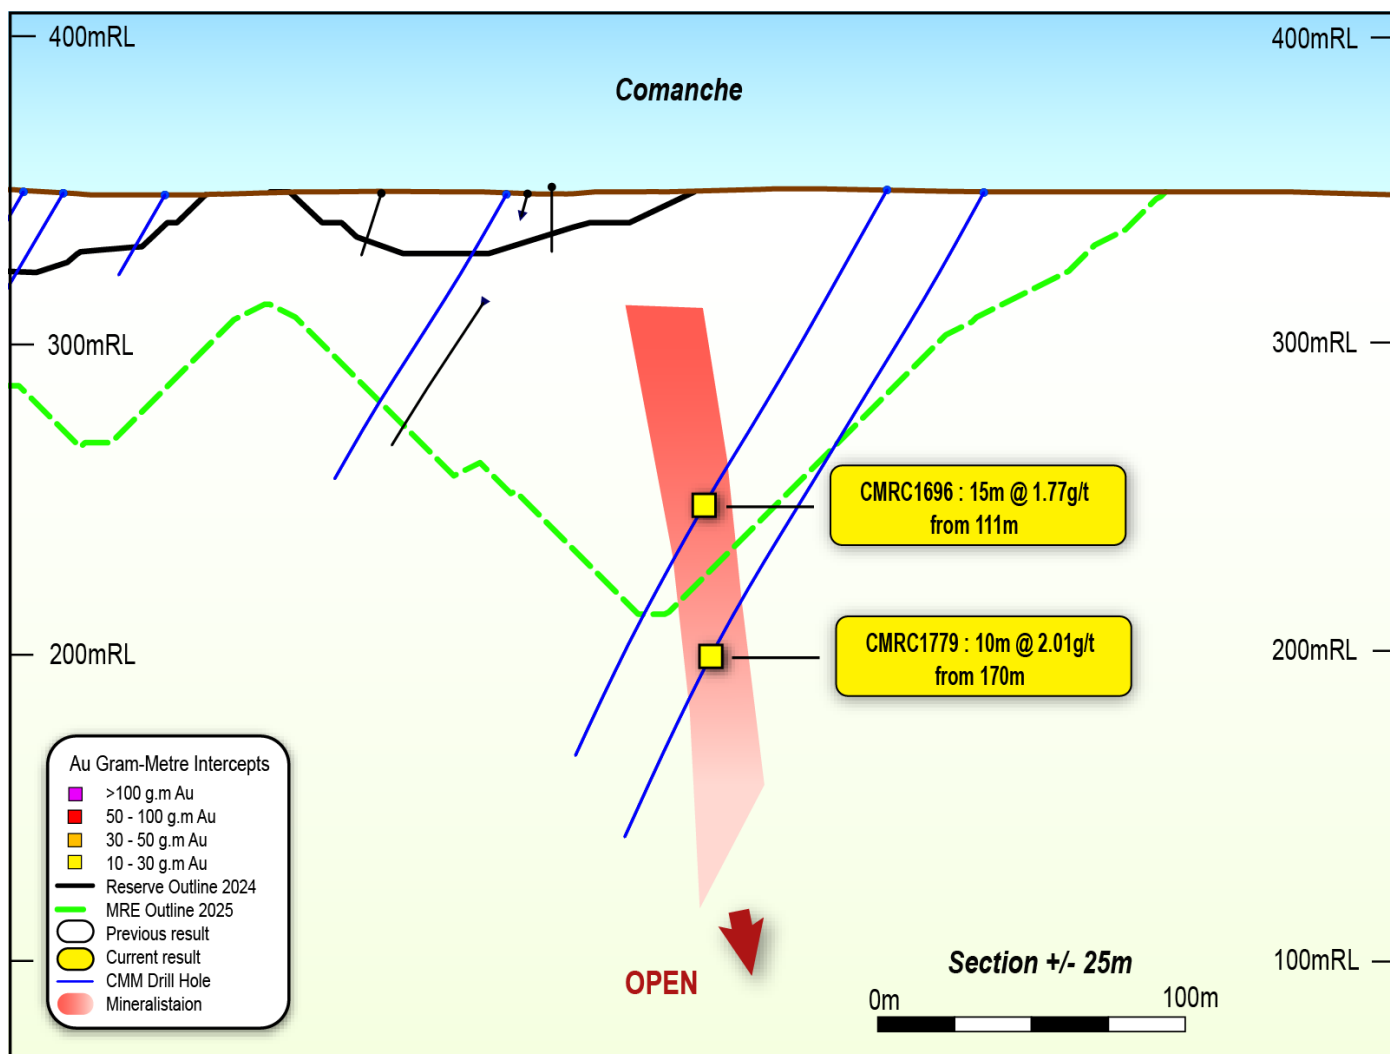 400mRL
400mRL
Comanche
300mRL
300mRL
CMRC1696 : 15m @ 1.77g/t
from 111m
200mRL
200mRL
CMRC1779 : 10m @ 2.01g/t
from 170m
Au Gram-Metre Intercepts
>100 g.m Au
50 - 100 g.m Au
30 - 50 g.m Au
10 - 30 g.m Au
Reserve Outline 2024
MRE Outline 2025
Previous result
Current result
CMM Drill Hole
Mineralistaion
OPEN
Section +/- 25m
100mRL
0m
100m